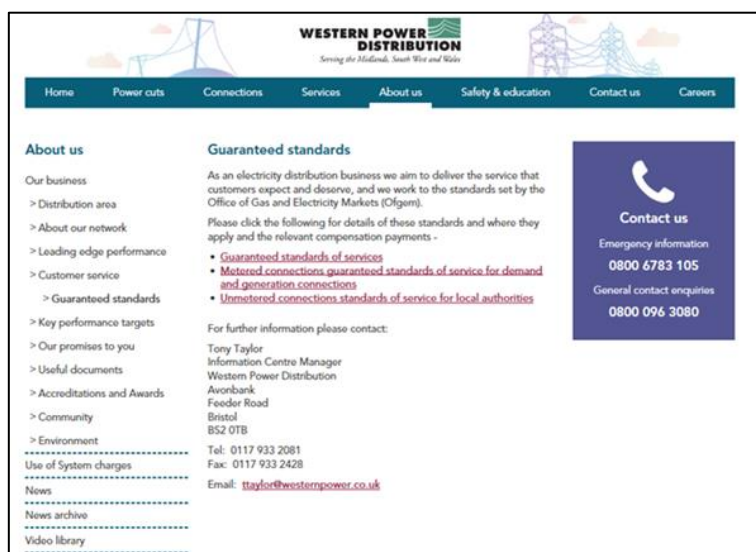 WESTERN POWER
DISTRIBUTION
Serving the Midlands, South West and Wales
Home Power cuts Connections Services About us Safety & education Contact us Careers
About us
Our business
> Distribution area
> About our network
> Leading edge performance
> Customer service
> Guaranteed standards
> Key performance targets
> Our promises to you
> Useful documents
> Accreditations and Awards
> Community
> Environment
Use of System charges
News
News archive
Video library
Guaranteed standards
As an electricity distribution business we aim to deliver the service that
customers expect and deserve, and we work to the standards set by the
Office of Gas and Electricity Markets (Ofgem).
Please click the following for details of these standards and where they
apply and the relevant compensation payments -
• Guaranteed standards of services
• Metered connections guaranteed standards of service for demand
and generation connections
• Unmetered connections standards of service for local authorities
For further information please contact:
Tony Taylor
Information Centre Manager
Western Power Distribution
Avonbank
Feeder Road
Bristol
BS2 0TB
Tel: 0117 933 2081
Fax: 0117 933 2428
Email: ttaylor@westernpower.co.uk
Contact us
Emergency information
0800 6783 105
General contact enquiries
0800 096 3080